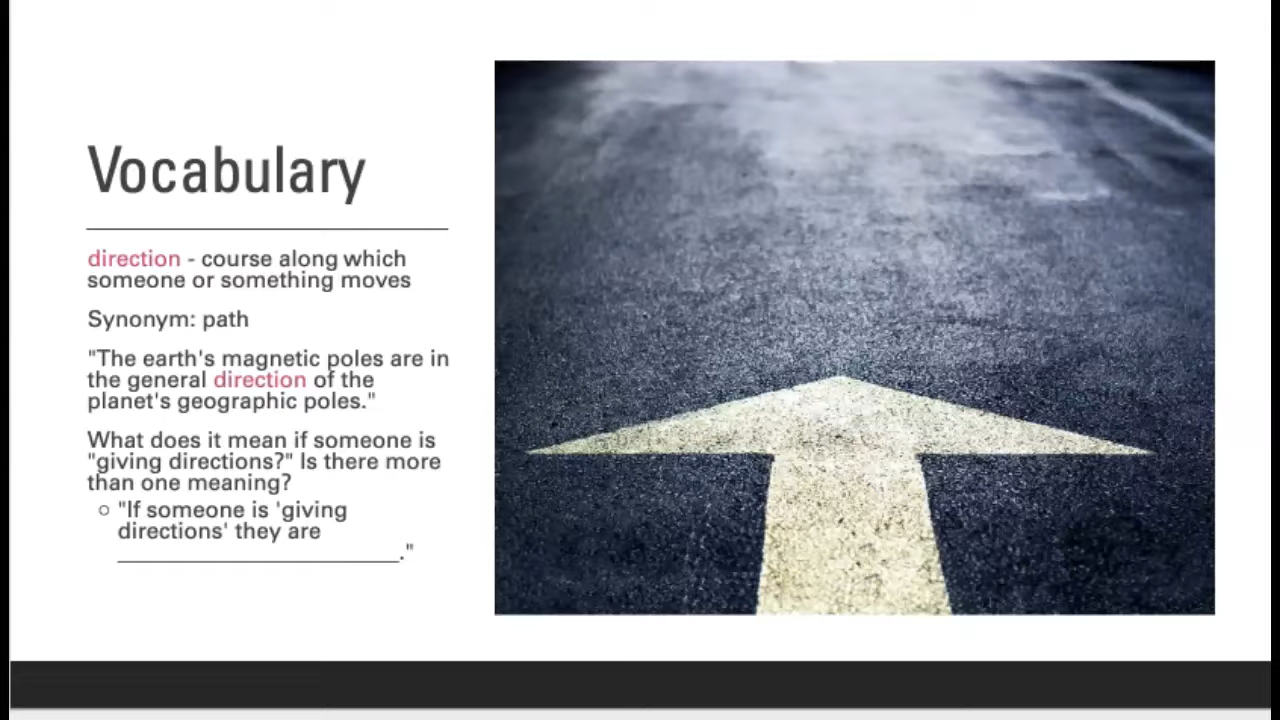 Vocabulary
direction - course along which
someone or something moves
Synonym: path
"The earth's magnetic poles are in
the general direction of the
planet's geographic poles."
What does it mean if someone is
"giving directions?" Is there more
than one meaning?
○ "If someone is 'giving
directions' they are
__________________________."